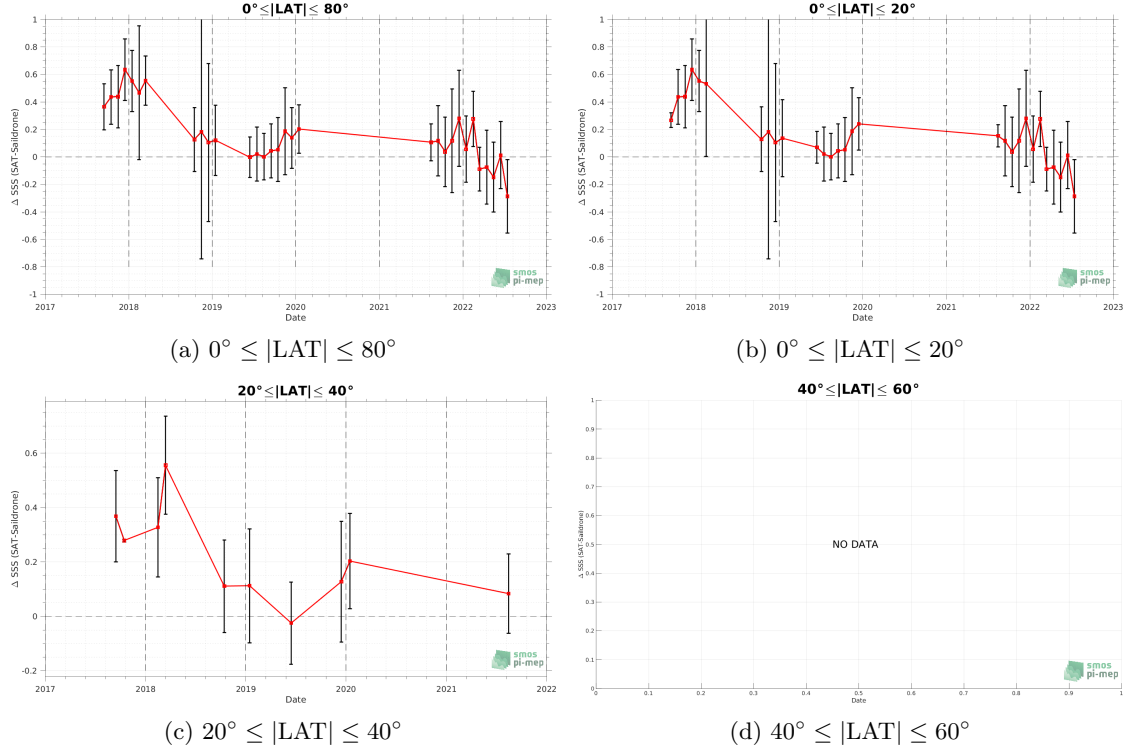 0°≤|LAT|≤ 80°
Δ SSS (SAT-Saildrone)
1
0.8
0.6
0.4
0.2
0
-0.2
-0.4
-0.6
-0.8
-1
2017 2018 2019 2020 2021 2022 2023
Date
smos
pi-mep
(a) 0° ≤ |LAT| ≤ 80°
0°≤|LAT|≤ 20°
Δ SSS (SAT-Saildrone)
1
0.8
0.6
0.4
0.2
0
-0.2
-0.4
-0.6
-0.8
-1
2017 2018 2019 2020 2021 2022 2023
Date
smos
pi-mep
(b) 0° ≤ |LAT| ≤ 20°
20°≤|LAT|≤ 40°
Δ SSS (SAT-Saildrone)
0.6
0.4
0.2
0
-0.2
2017 2018 2019 2020 2021 2022
Date
smos
pi-mep
(c) 20° ≤ |LAT| ≤ 40°
40°≤|LAT|≤ 60°
Δ SSS (SAT-Saildrone)
1
0.9
0.8
0.7
0.6
0.5
0.4
0.3
0.2
0.1
0
NO DATA
0 0.1 0.2 0.3 0.4 0.5 0.6 0.7 0.8 0.9 1
Date
smos
pi-mep
(d) 40° ≤ |LAT| ≤ 60°